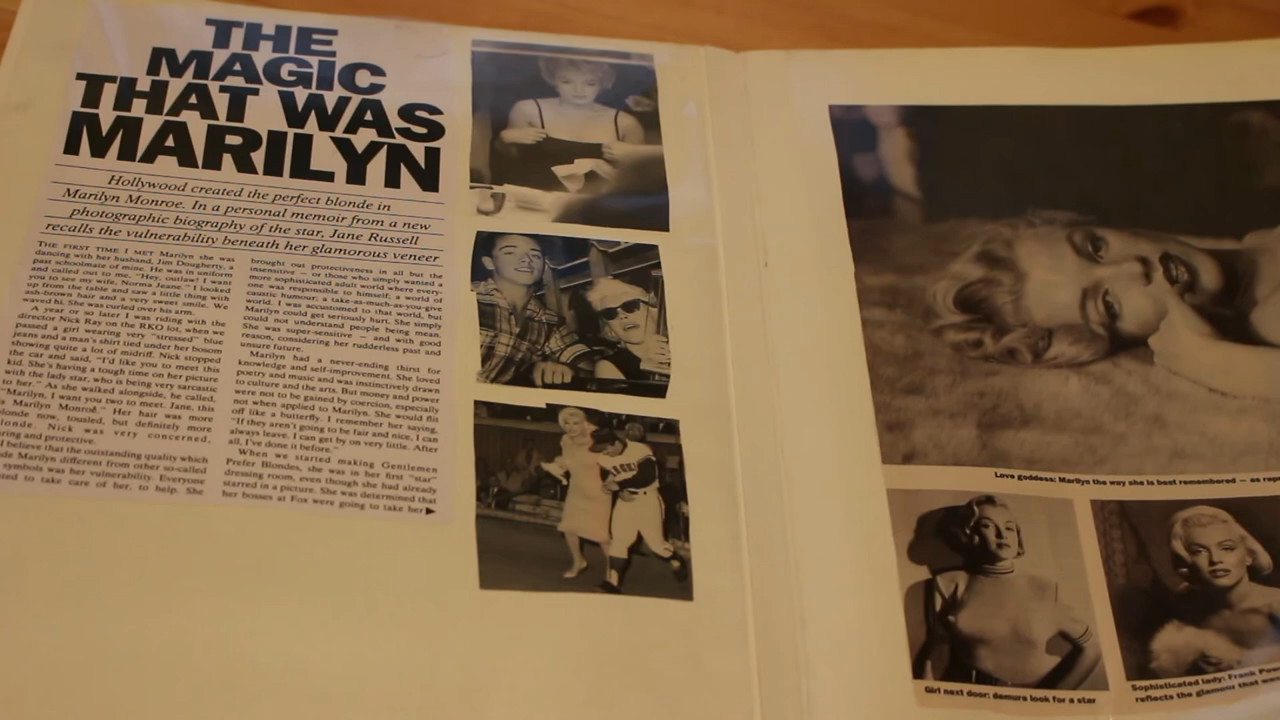 THE
MAGIC
THAT WAS
MARILYN
Hollywood created the perfect blonde in
Marilyn Monroe. In a personal memoir from a new
photographic biography of the star, Jane Russell
recalls the vulnerability beneath her glamorous veneer
THE FIRST TIME I MET Marilyn she was
dancing with her husband, Jim Dougherty, a
past schoolmate of mine. He was in uniform
and called out to me, "Hey, outlaw! I want
you to see my wife, Norma Jeane." I looked
up from the table and saw a little thing with
ash-brown hair and a very sweet smile. We
waved hi. She was curled over his arm.
A year or so later I was riding with the
director Nick Ray on the RKO lot, when we
passed a girl wearing very "stressed" blue
jeans and a man's shirt tied under her bosom
showing quite a lot of midriff. Nick stopped
the car and said, "I'd like you to meet this
kid. She's having a tough time on her picture
with the lady star, who is being very sarcastic
to her." As she walked alongside, he called,
"Marilyn, I want you two to meet. Jane, this
Marilyn Monroe." Her hair was more
blonde now, tousled, but definitely more
blonde. Nick was very concerned,
and protective.
I believe that the outstanding quality which
Marilyn different from other so-called
symbols was her vulnerability. Everyone
to take care of her, to help. She
brought out protectiveness in all but the
insensitive — or those who simply wanted a
more sophisticated adult world where every-
one was responsible to himself; a world of
caustic humour; a take-as-much-as-you-give
world. I was accustomed to that world, but
Marilyn could get seriously hurt. She simply
could not understand people being mean.
She was super-sensitive — and with good
reason, considering her rudderless past and
unsure future.
Marilyn had a never-ending thirst for
knowledge and self-improvement. She loved
poetry and music and was instinctively drawn
to culture and the arts. But money and power
were not to be gained by coercion, especially
not when applied to Marilyn. She would flit
off like a butterfly. I remember her saying,
"If they aren't going to be fair and nice, I can
always leave. I can get by on very little. After
all, I've done it before."
When we started making Gentlemen
Prefer Blondes, she was in her first "star"
dressing room, even though she had already
starred in a picture. She was determined that
her bosses at Fox were going to take her
ANGELS
Love goddess: Marilyn the way she is best remembered — as
Girl next door: demure look for a star
Sophisticated lady: Frank
reflects the glamour that